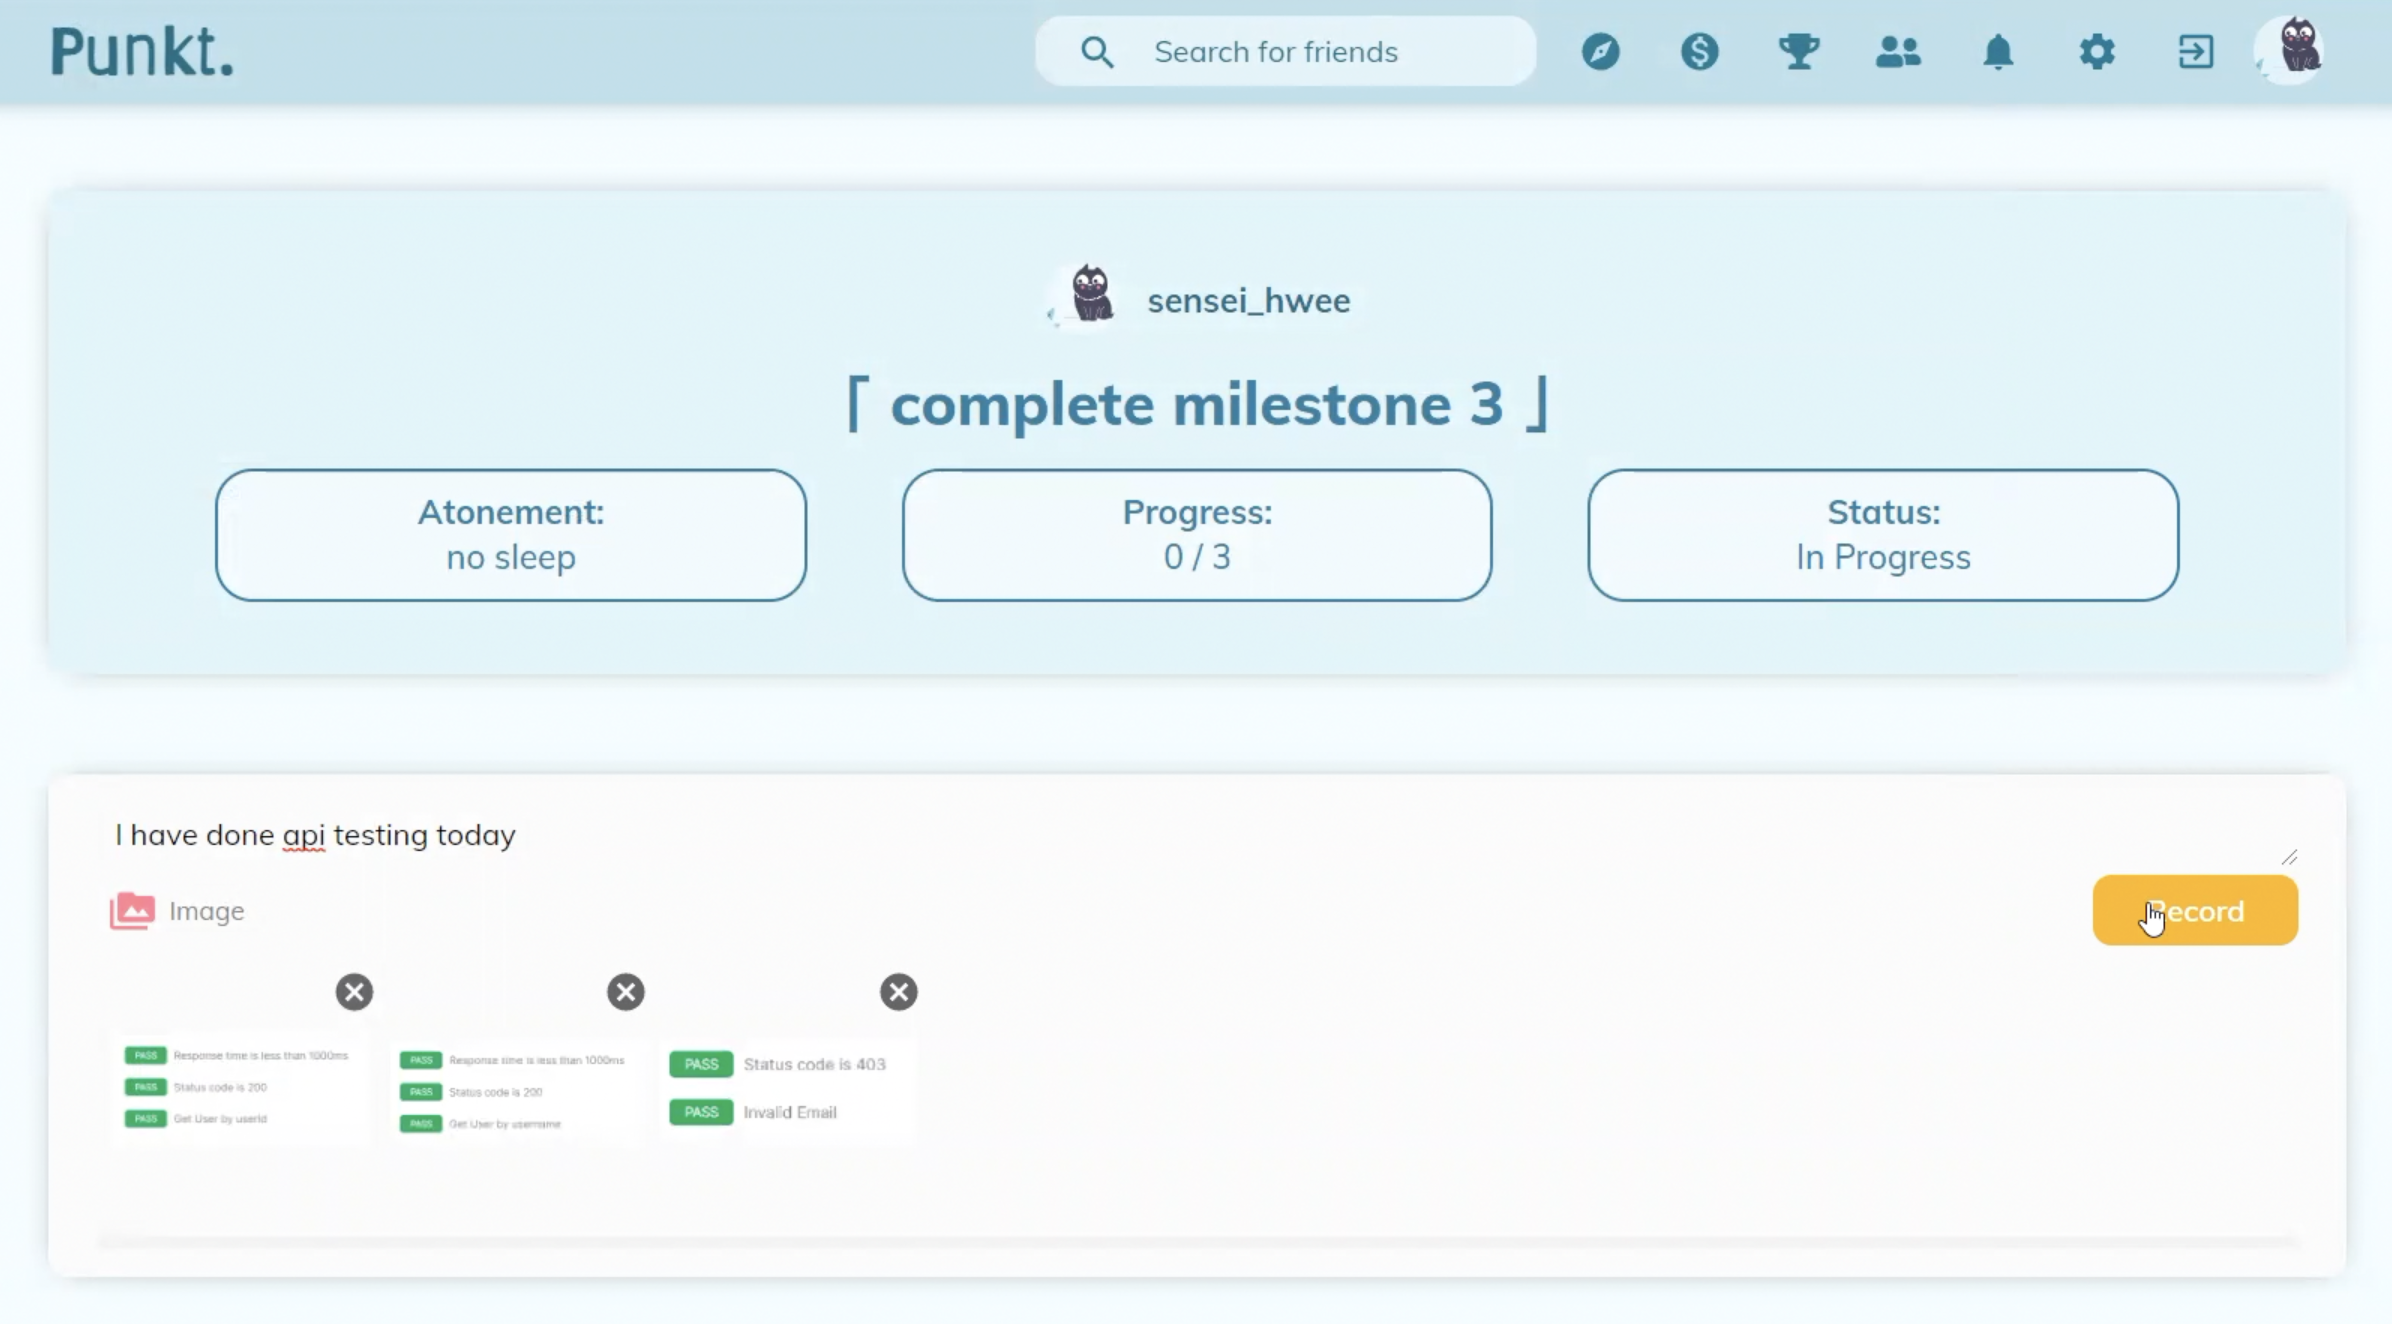 Punkt.
Search for friends
sensei_hwee
⌈ complete milestone 3 ⌋
Atonement:
no sleep
Progress:
0 / 3
Status:
In Progress
I have done api testing today
Image
Record
PASS Response time is less than 1000ms
PASS Status code is 200
PASS Get User by userId
PASS Response time is less than 1000ms
PASS Status code is 200
PASS Get User by username
PASS Status code is 403
PASS Invalid Email